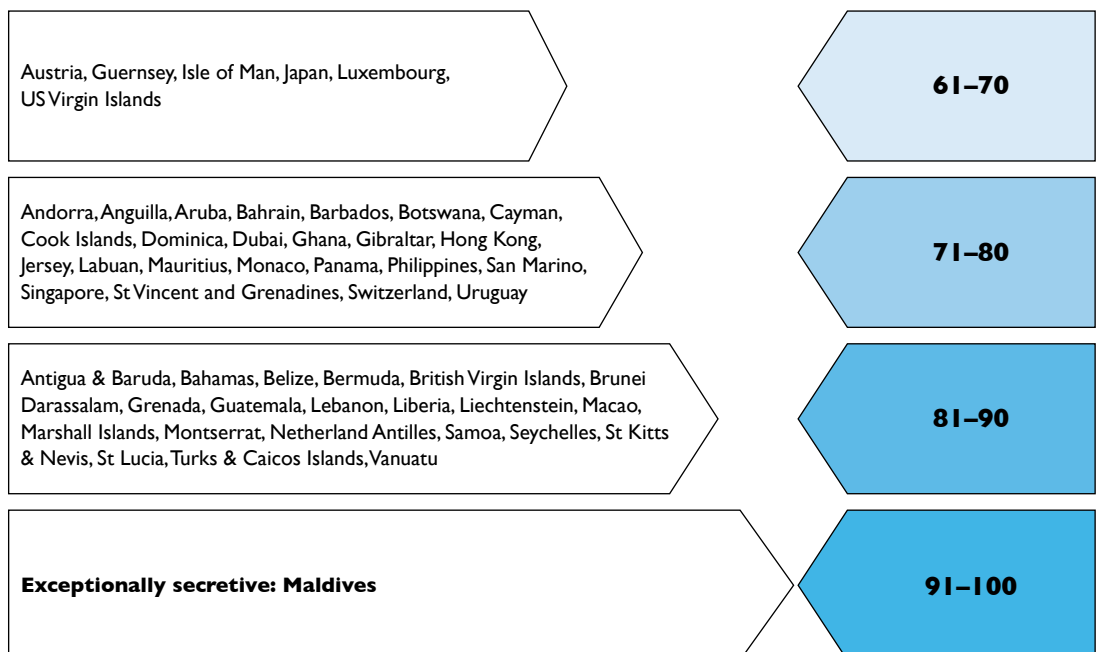 Austria, Guernsey, Isle of Man, Japan, Luxembourg,
US Virgin Islands
61–70
Andorra, Anguilla, Aruba, Bahrain, Barbados, Botswana, Cayman,
Cook Islands, Dominica, Dubai, Ghana, Gibraltar, Hong Kong,
Jersey, Labuan, Mauritius, Monaco, Panama, Philippines, San Marino,
Singapore, St Vincent and Grenadines, Switzerland, Uruguay
71–80
Antigua & Baruda, Bahamas, Belize, Bermuda, British Virgin Islands, Brunei
Darassalam, Grenada, Guatemala, Lebanon, Liberia, Liechtenstein, Macao,
Marshall Islands, Montserrat, Netherland Antilles, Samoa, Seychelles, St Kitts
& Nevis, St Lucia, Turks & Caicos Islands, Vanuatu
81–90
Exceptionally secretive: Maldives
91–100